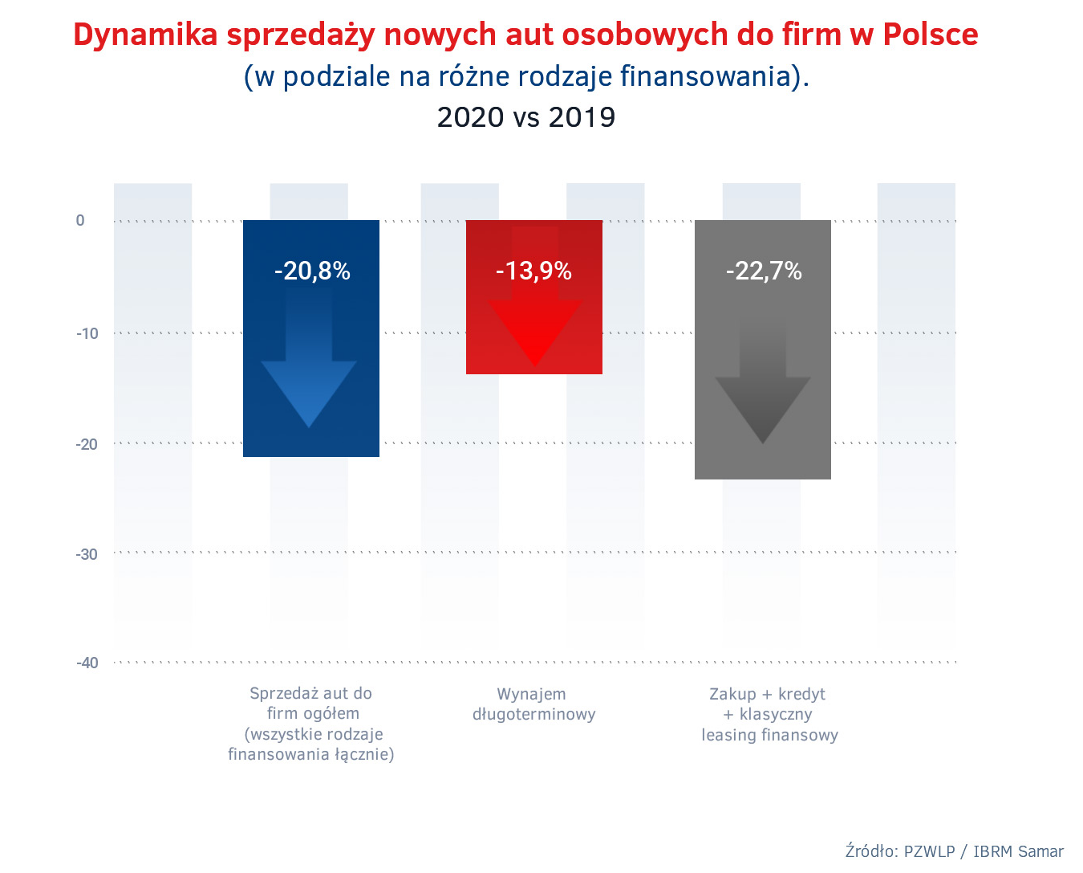 Dynamika sprzedaży nowych aut osobowych do firm w Polsce
(w podziale na różne rodzaje finansowania).
2020 vs 2019
0
-20,8%
-13,9%
-22,7%
-10
-20
-30
-40
Sprzedaż aut do
firm ogółem
(wszystkie rodzaje
finansowania łącznie)
Wynajem
długoterminowy
Zakup + kredyt
+ klasyczny
leasing finansowy
Źródło: PZWLP / IBRM Samar